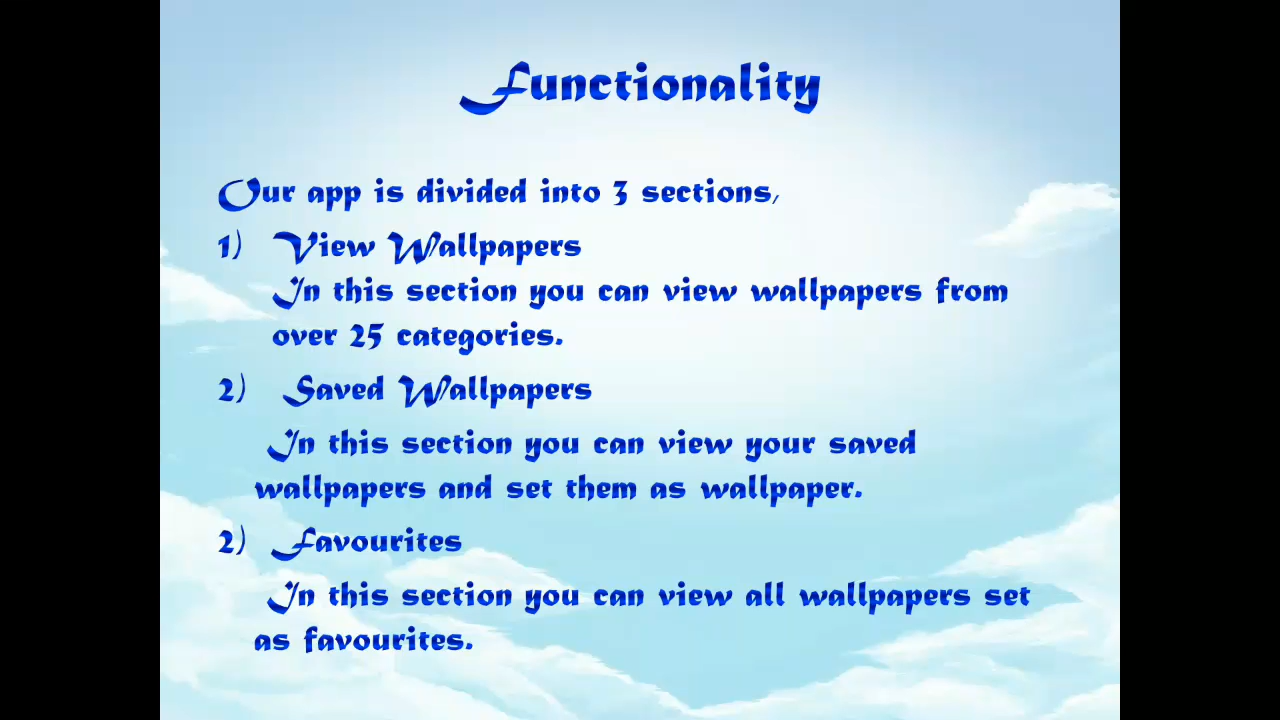 Functionality
Our app is divided into 3 sections,
1) View Wallpapers
In this section you can view wallpapers from
over 25 categories.
2) Saved Wallpapers
In this section you can view your saved
wallpapers and set them as wallpaper.
2) Favourites
In this section you can view all wallpapers set
as favourites.